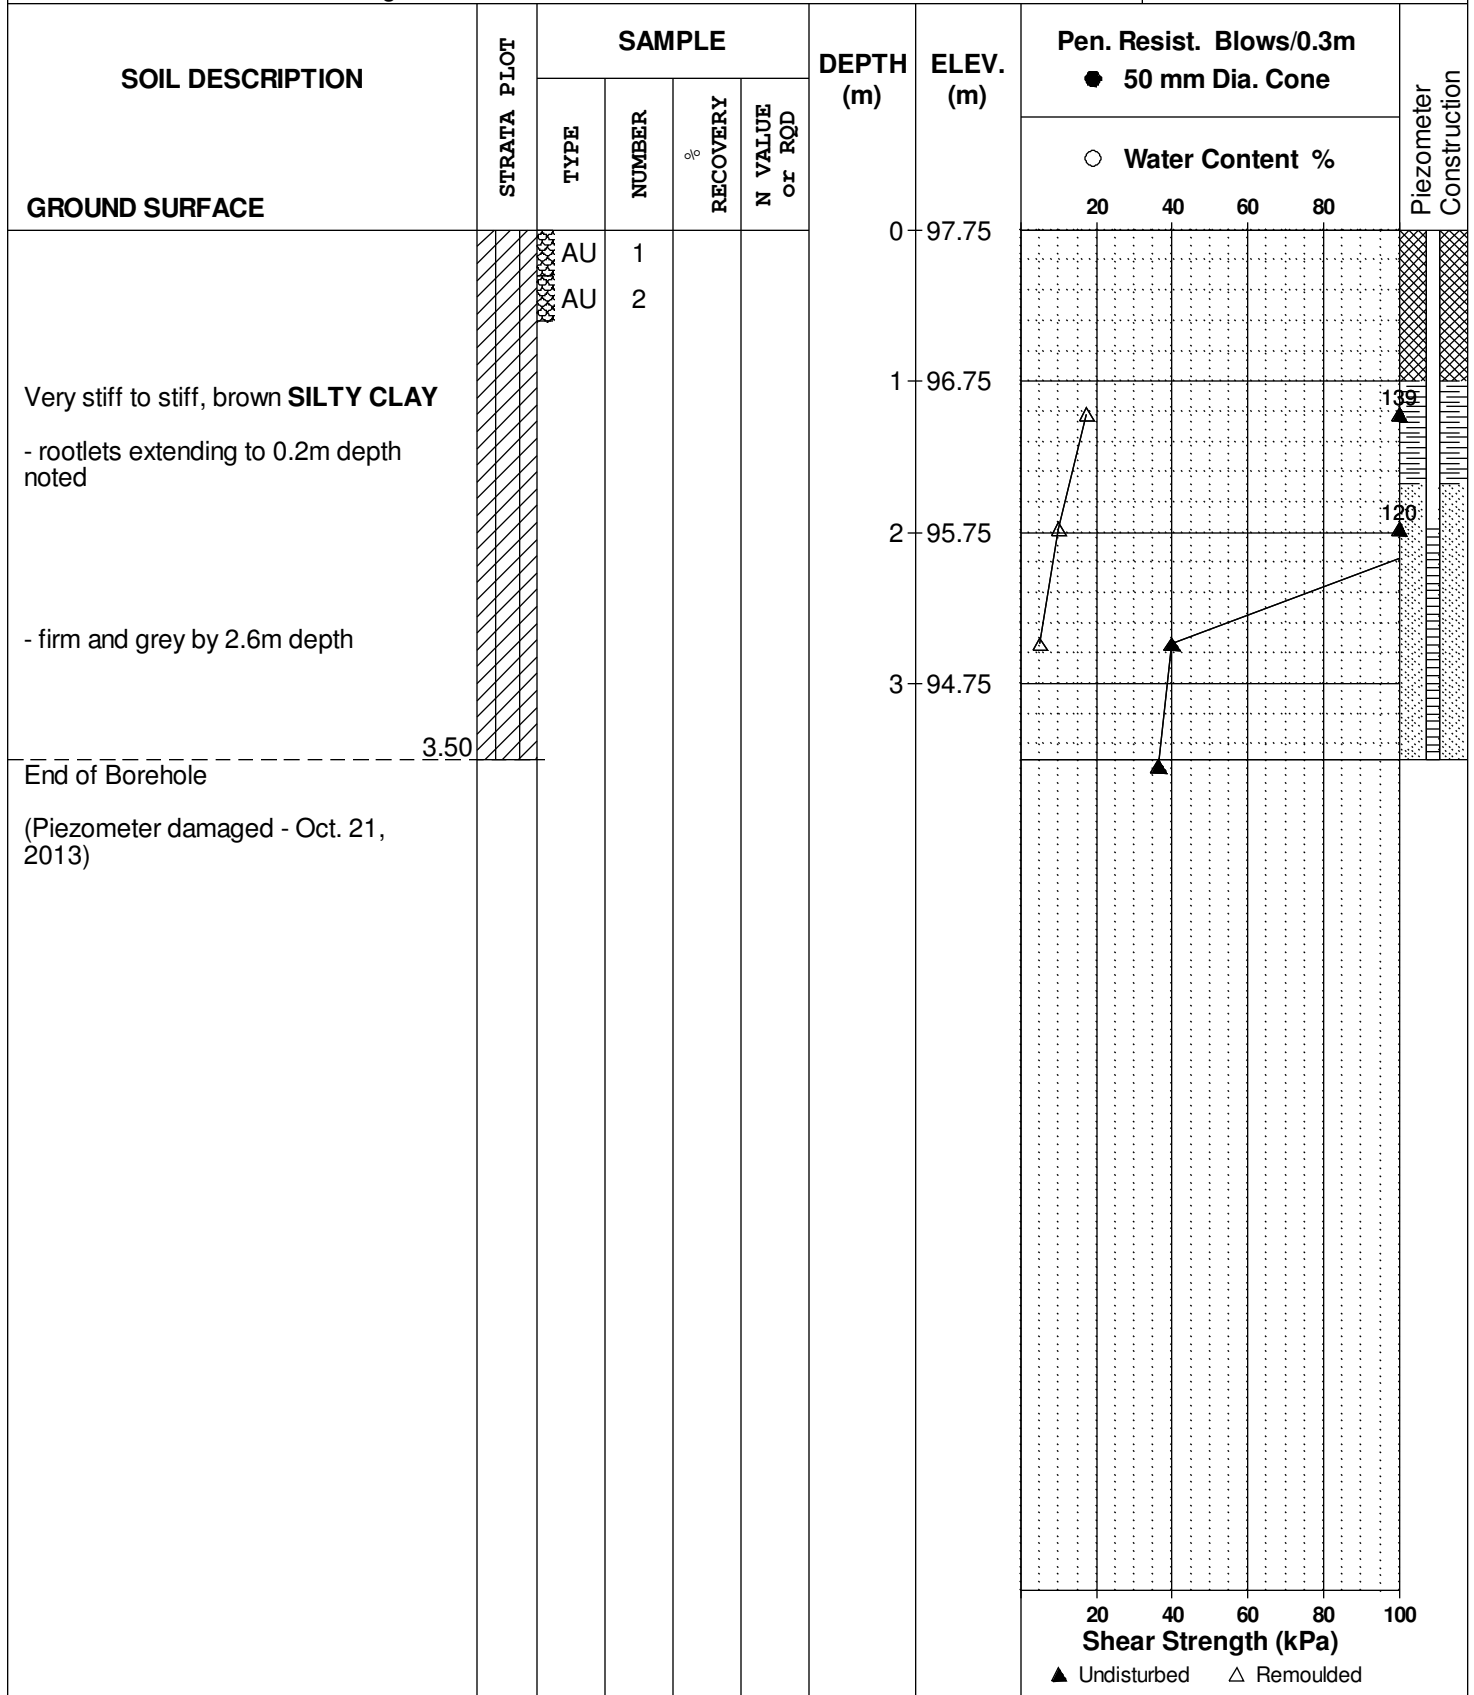 SOIL DESCRIPTION
GROUND SURFACE
STRATA PLOT
SAMPLE
TYPE
NUMBER
%
RECOVERY
N VALUE
or RQD
DEPTH
(m)
ELEV.
(m)
Pen. Resist. Blows/0.3m
● 50 mm Dia. Cone
○ Water Content %
20 40 60 80
Piezometer
Construction
0 97.75
AU 1
AU 2
1 96.75
Very stiff to stiff, brown SILTY CLAY
139
- rootlets extending to 0.2m depth
noted
120
2 95.75
- firm and grey by 2.6m depth
3 94.75
3.50
End of Borehole
(Piezometer damaged - Oct. 21,
2013)
20 40 60 80 100
Shear Strength (kPa)
▲ Undisturbed △ Remoulded